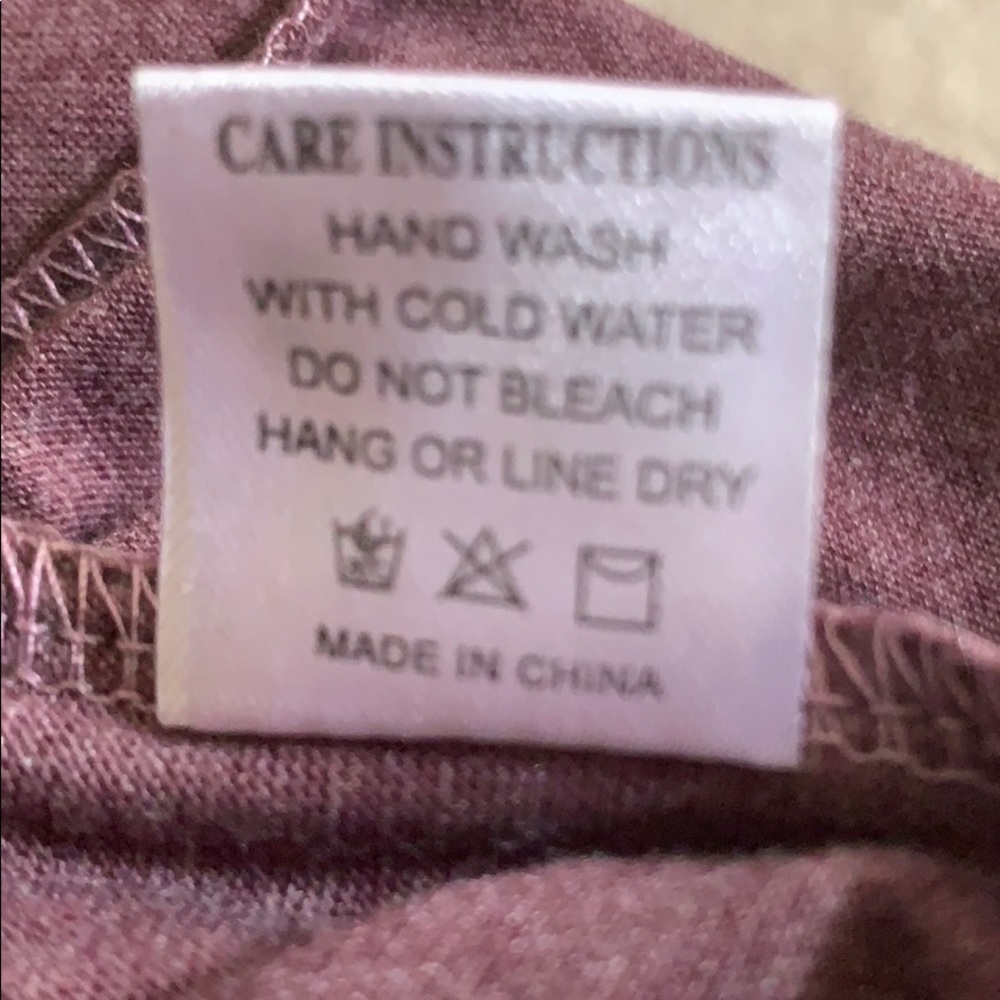 CARE INSTRUCTIONS
HAND WASH
WITH COLD WATER
DO NOT BLEACH
HANG OR LINE DRY
MADE IN CHINA